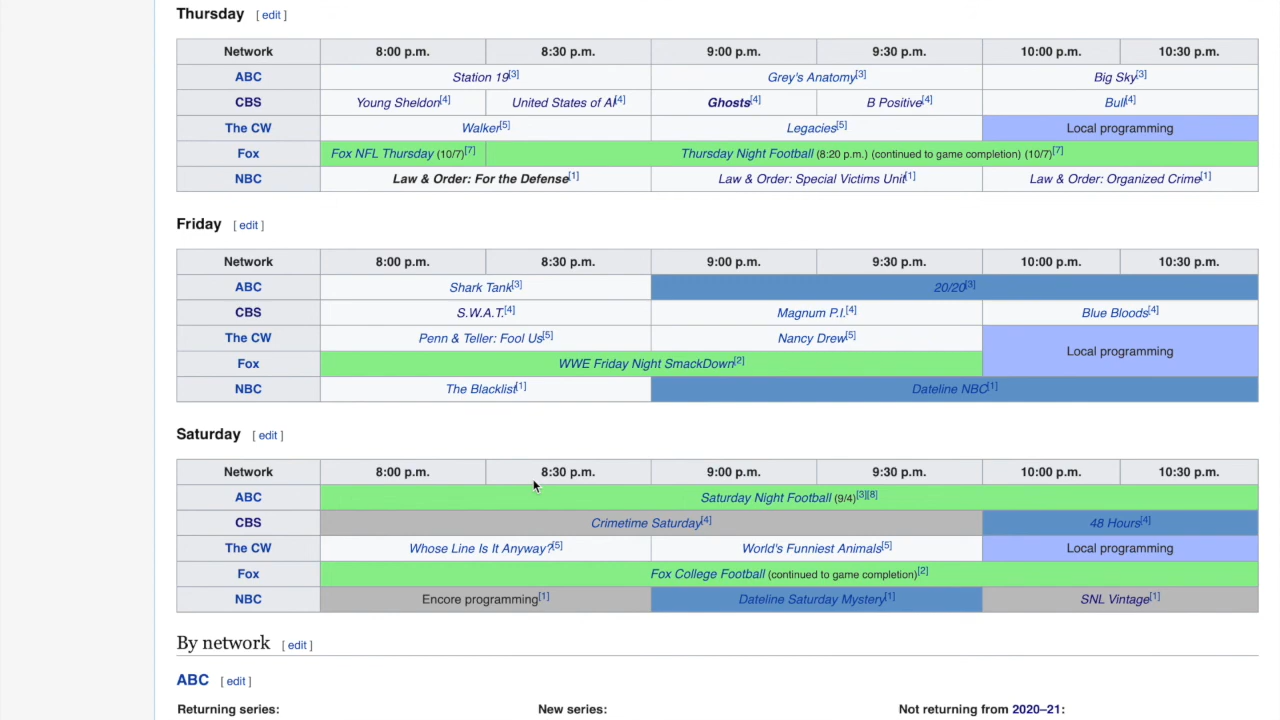 Thursday [ edit ]
Network 8:00 p.m. 8:30 p.m. 9:00 p.m. 9:30 p.m. 10:00 p.m. 10:30 p.m.
ABC Station 19[3] Grey's Anatomy[3] Big Sky[3]
CBS Young Sheldon[4] United States of Al[4] Ghosts[4] B Positive[4] Bull[4]
The CW Walker[5] Legacies[5] Local programming
Fox Fox NFL Thursday (10/7)[7] Thursday Night Football (8:20 p.m.) (continued to game completion) (10/7)[7]
NBC Law & Order: For the Defense[1] Law & Order: Special Victims Unit[1] Law & Order: Organized Crime[1]
Friday [ edit ]
Network 8:00 p.m. 8:30 p.m. 9:00 p.m. 9:30 p.m. 10:00 p.m. 10:30 p.m.
ABC Shark Tank[3] 20/20[3]
CBS S.W.A.T.[4] Magnum P.I.[4] Blue Bloods[4]
The CW Penn & Teller: Fool Us[5] Nancy Drew[5] Local programming
Fox WWE Friday Night SmackDown[2]
NBC The Blacklist[1] Dateline NBC[1]
Saturday [ edit ]
Network 8:00 p.m. 8:30 p.m. 9:00 p.m. 9:30 p.m. 10:00 p.m. 10:30 p.m.
ABC Saturday Night Football (9/4)[3][8]
CBS Crimetime Saturday[4] 48 Hours[4]
The CW Whose Line Is It Anyway?[5] World's Funniest Animals[5] Local programming
Fox Fox College Football (continued to game completion)[2]
NBC Encore programming[1] Dateline Saturday Mystery[1] SNL Vintage[1]
By network [ edit ]
ABC [ edit ]
Returning series: New series: Not returning from 2020–21: